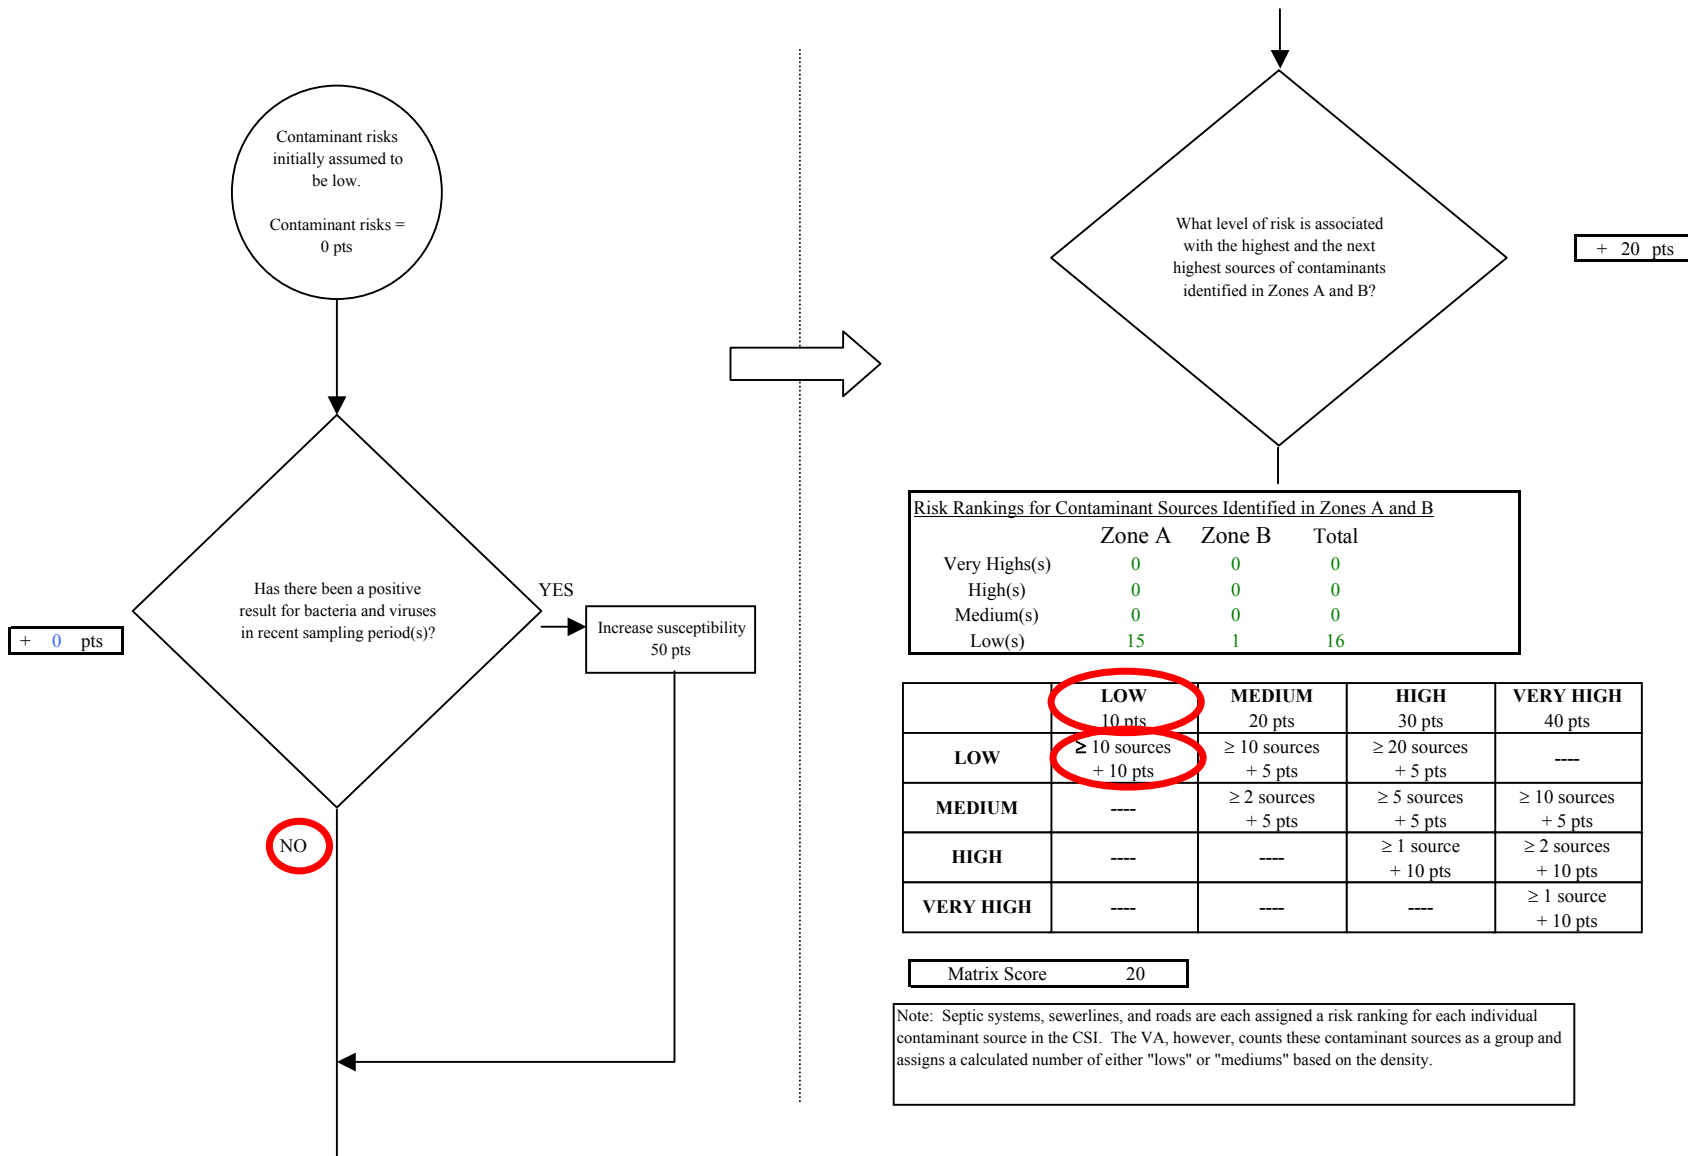 Contaminant risks
initially assumed to
be low.
Contaminant risks =
0 pts
Has there been a positive
result for bacteria and viruses
in recent sampling period(s)?
YES
+ 0 pts
Increase susceptibility
50 pts
NO
What level of risk is associated
with the highest and the next
highest sources of contaminants
identified in Zones A and B?
+ 20 pts
Risk Rankings for Contaminant Sources Identified in Zones A and B
Zone A Zone B Total
Very Highs(s) 0 0 0
High(s) 0 0 0
Medium(s) 0 0 0
Low(s) 15 1 16
LOW MEDIUM HIGH VERY HIGH
10 pts 20 pts 30 pts 40 pts
LOW ≥ 10 sources ≥ 10 sources ≥ 20 sources ----
+ 10 pts + 5 pts + 5 pts
MEDIUM ---- ≥ 2 sources ≥ 5 sources ≥ 10 sources
+ 5 pts + 5 pts + 5 pts
HIGH ---- ---- ≥ 1 source ≥ 2 sources
+ 10 pts + 10 pts
VERY HIGH ---- ---- ---- ≥ 1 source
+ 10 pts
Matrix Score 20
Note: Septic systems, sewerlines, and roads are each assigned a risk ranking for each individual
contaminant source in the CSI. The VA, however, counts these contaminant sources as a group and
assigns a calculated number of either "lows" or "mediums" based on the density.